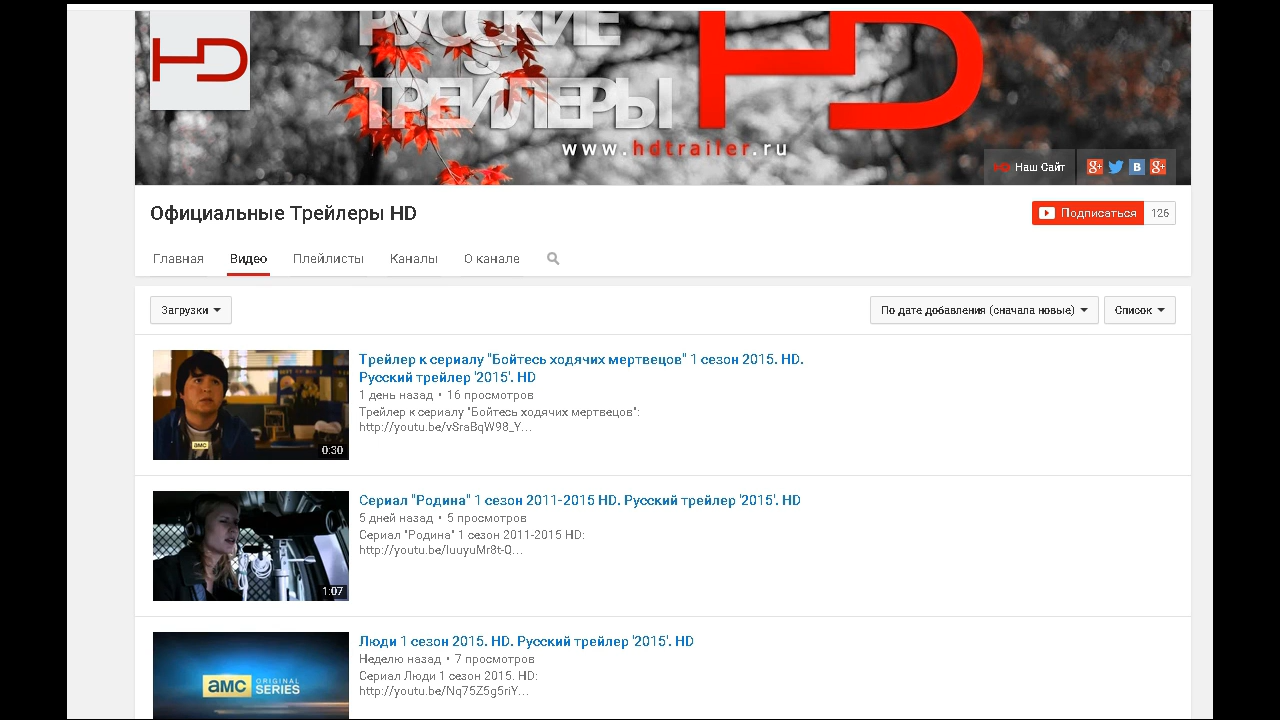 HD
РУССКИЕ
ТРЕЙЛЕРЫ
HD
www.hdtrailer.ru
HD Наш Сайт
Официальные Трейлеры HD
Подписаться 126
Главная Видео Плейлисты Каналы О канале
Загрузки По дате добавления (сначала новые) Список
Трейлер к сериалу "Бойтесь ходячих мертвецов" 1 сезон 2015. HD.
Русский трейлер '2015'. HD
1 день назад • 16 просмотров
Трейлер к сериалу "Бойтесь ходячих мертвецов":
http://youtu.be/vSraBqW98_Y...
amc
0:30
Сериал "Родина" 1 сезон 2011-2015 HD. Русский трейлер '2015'. HD
5 дней назад • 5 просмотров
Сериал "Родина" 1 сезон 2011-2015 HD:
http://youtu.be/luuyuMr8t-Q...
1:07
Люди 1 сезон 2015. HD. Русский трейлер '2015'. HD
Неделю назад • 7 просмотров
Сериал Люди 1 сезон 2015. HD:
http://youtu.be/Nq75Z5g5riY...
amc ORIGINAL
SERIES